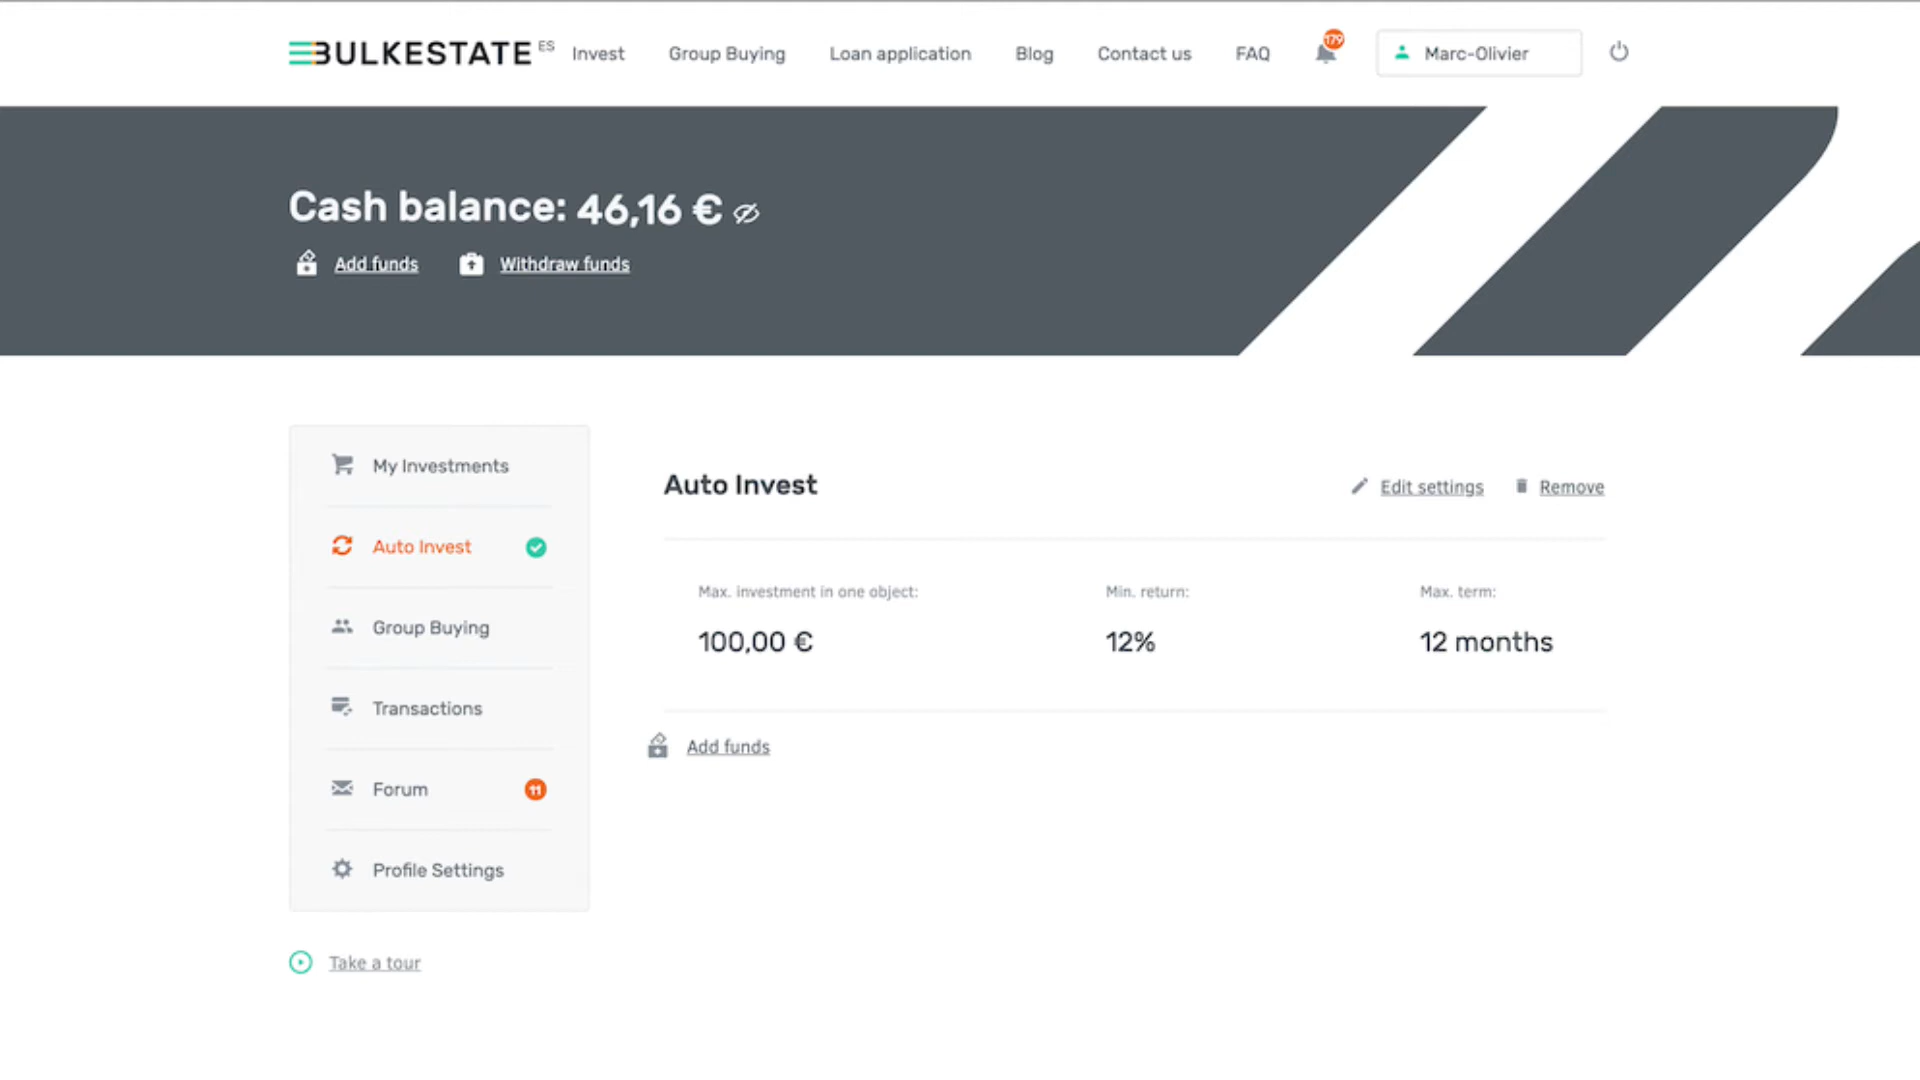 BULKESTATE ES Invest Group Buying Loan application Blog Contact us FAQ 179 Marc-Olivier
Cash balance: 46,16 €
Add funds Withdraw funds
My Investments
Auto Invest
Group Buying
Transactions
Forum 11
Profile Settings
Take a tour
Auto Invest Edit settings Remove
Max. investment in one object: Min. return: Max. term:
100,00 € 12% 12 months
Add funds